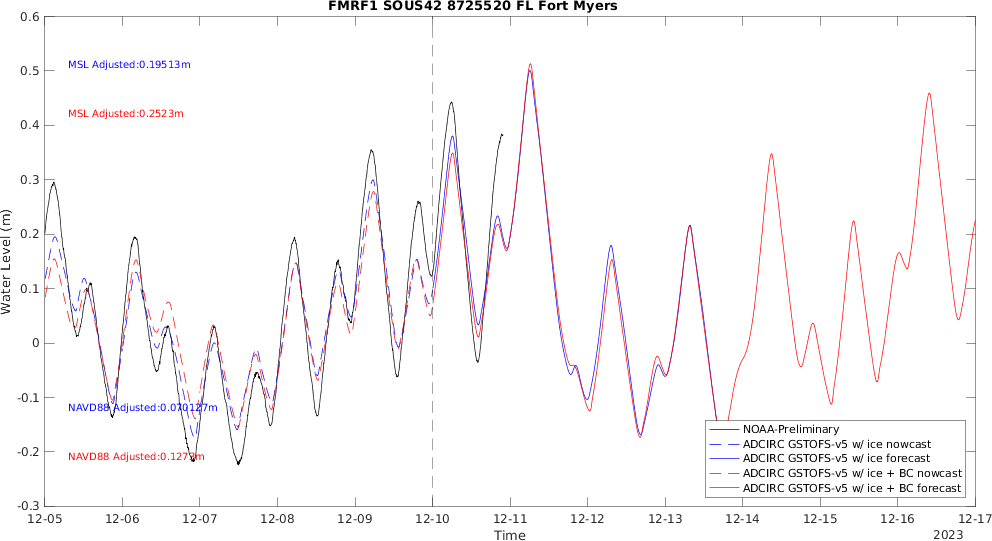 FMRF1 SOUS42 8725520 FL Fort Myers
0.6
0.5
0.4
0.3
0.2
0.1
0
-0.1
-0.2
-0.3
Water Level (m)
MSL Adjusted:0.19513m
MSL Adjusted:0.2523m
NAVD88 Adjusted:0.070127m
NAVD88 Adjusted:0.1273m
NOAA-Preliminary
ADCIRC GSTOFS-v5 w/ ice nowcast
ADCIRC GSTOFS-v5 w/ ice forecast
ADCIRC GSTOFS-v5 w/ ice + BC nowcast
ADCIRC GSTOFS-v5 w/ ice + BC forecast
12-05 12-06 12-07 12-08 12-09 12-10 12-11 12-12 12-13 12-14 12-15 12-16 12-17
Time
2023